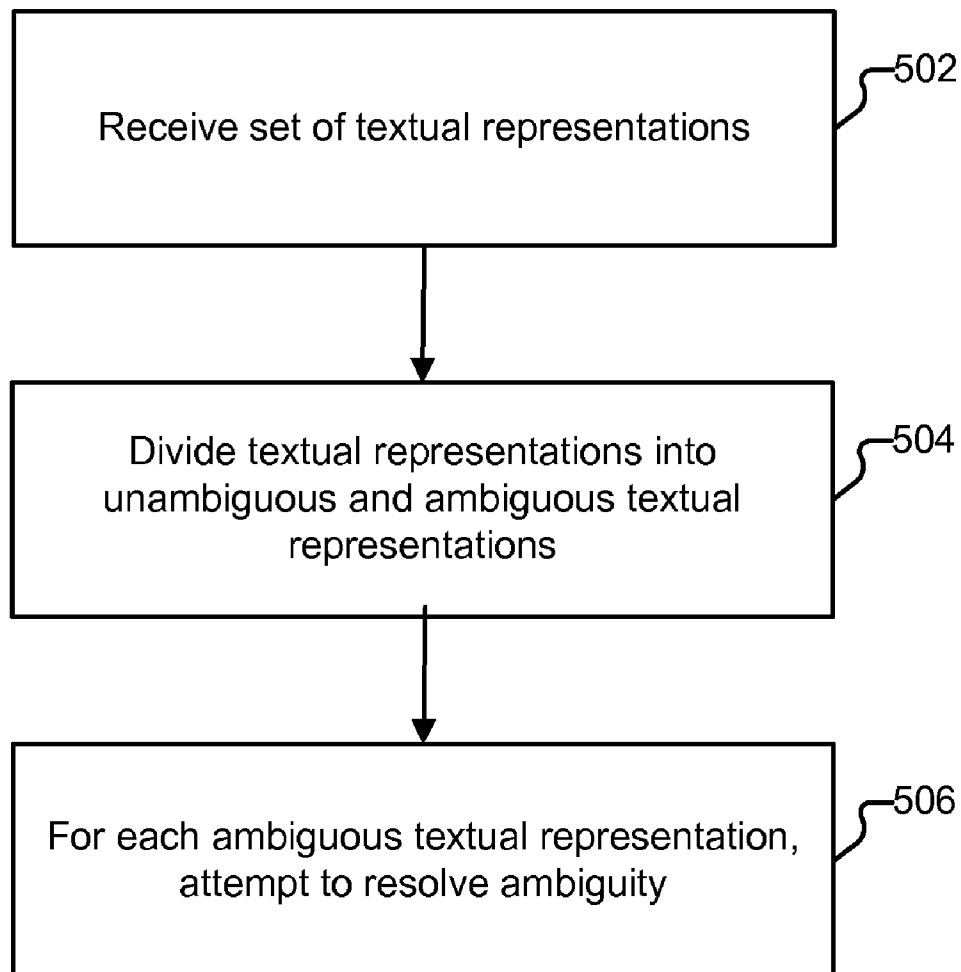 Receive set of textual representations
502
Divide textual representations into
unambiguous and ambiguous textual
representations
504
For each ambiguous textual representation,
attempt to resolve ambiguity
506